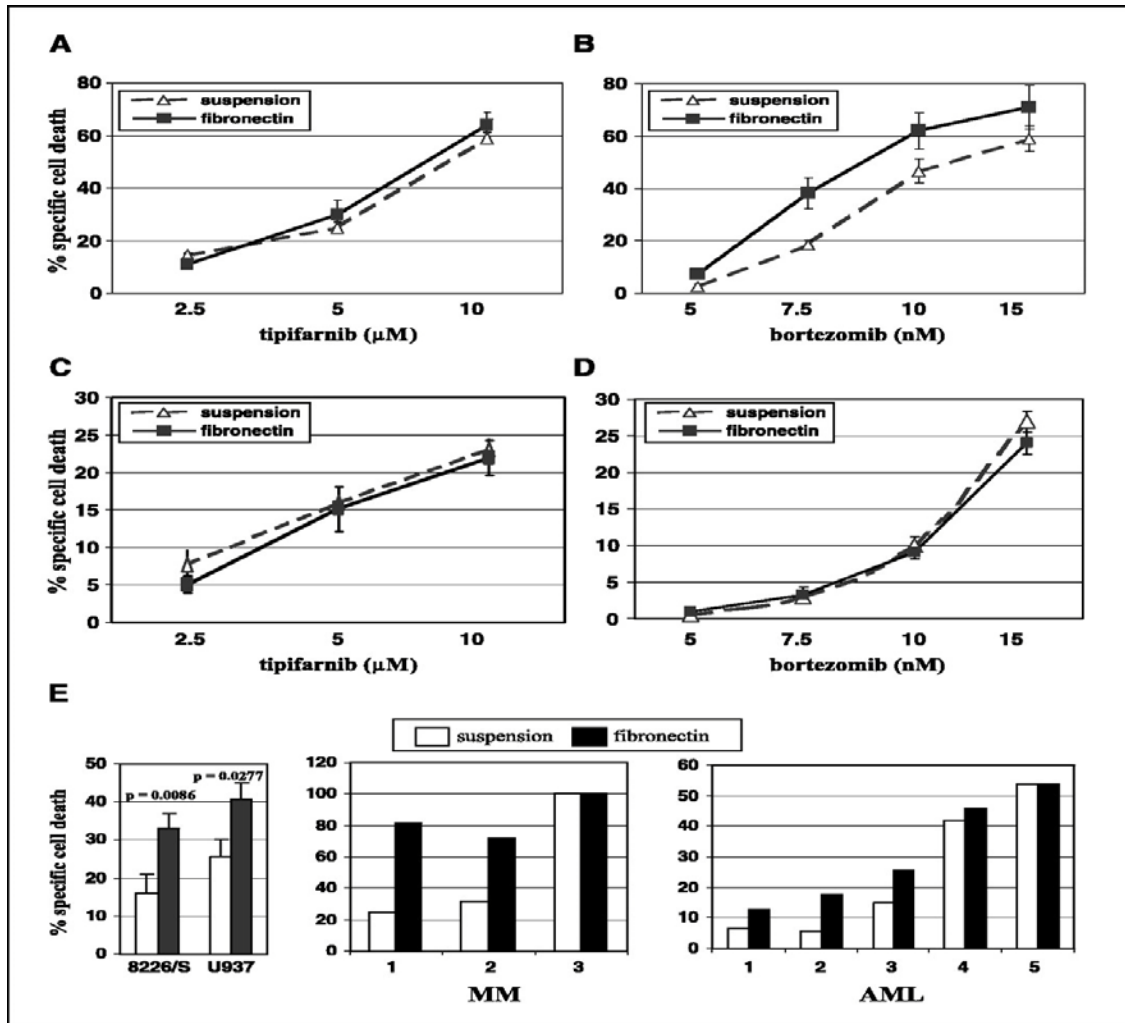 A
80
60
40
20
0
% specific cell death
suspension
fibronectin
2.5 5 10
tipifarnib (μM)
B
80
60
40
20
0
suspension
fibronectin
5 7.5 10 15
bortezomib (nM)
C
30
25
20
15
10
5
0
% specific cell death
suspension
fibronectin
2.5 5 10
tipifarnib (μM)
D
30
25
20
15
10
5
0
suspension
fibronectin
5 7.5 10 15
bortezomib (nM)
E
suspension fibronectin
50
40
30
20
10
0
% specific cell death
p = 0.0086
p = 0.0277
8226/S U937
120
100
80
60
40
20
0
1 2 3
MM
60
50
40
30
20
10
0
1 2 3 4 5
AML